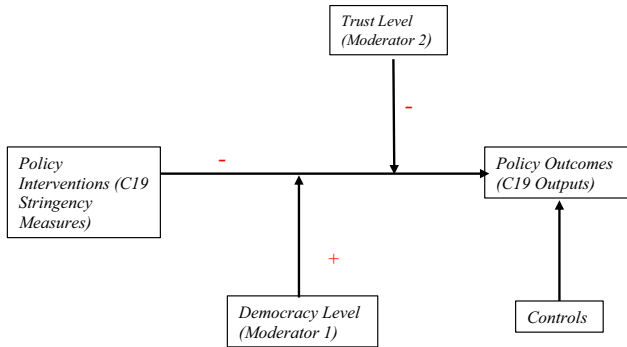 Trust Level
(Moderator 2)
-
Policy
Interventions (C19
Stringency
Measures)
-
Policy Outcomes
(C19 Outputs)
+
Democracy Level
(Moderator 1)
Controls